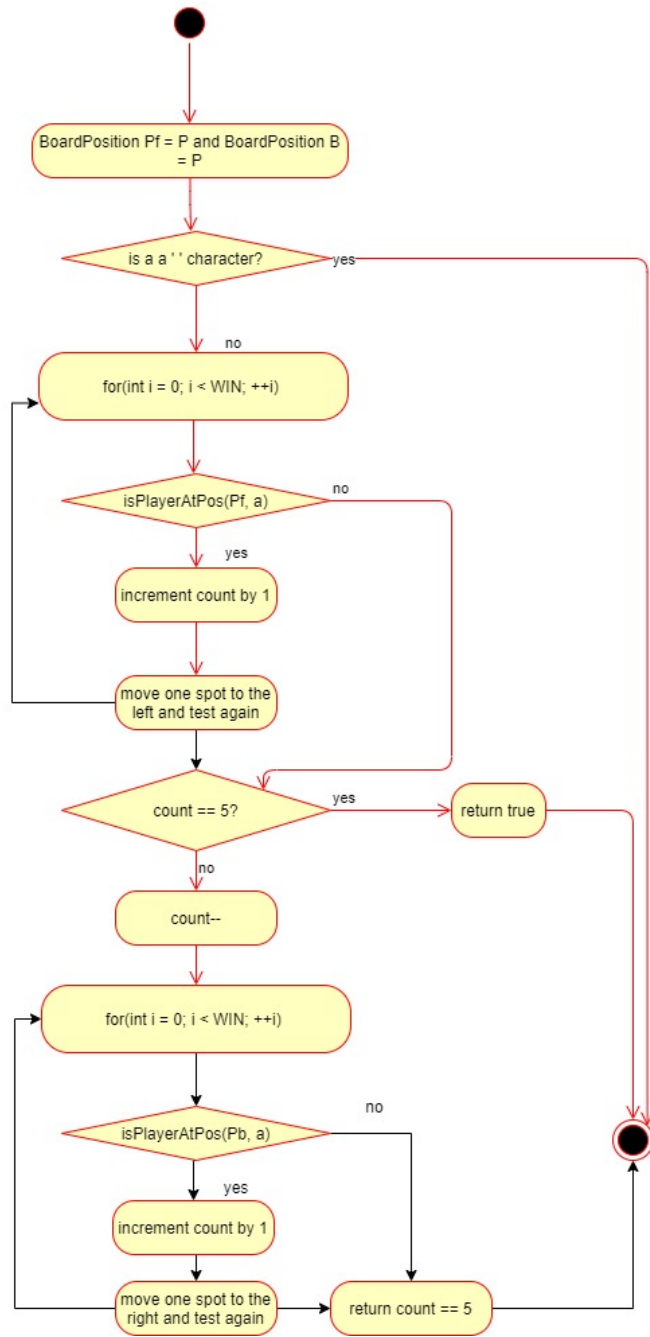 BoardPosition Pf = P and BoardPosition B
= P
is a a ' ' character?
yes
no
for(int i = 0; i < WIN; ++i)
isPlayerAtPos(Pf, a)
no
yes
increment count by 1
move one spot to the
left and test again
count == 5?
yes
return true
no
count--
for(int i = 0; i < WIN; ++i)
no
isPlayerAtPos(Pb, a)
yes
increment count by 1
move one spot to the
right and test again
return count == 5